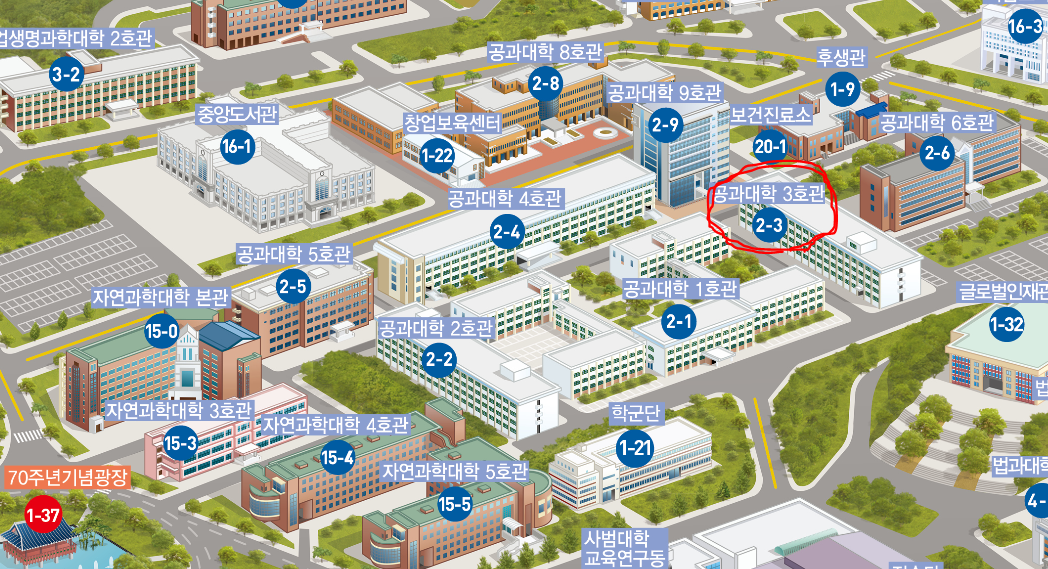 업생명과학대학 2호관
3-2
공과대학 8호관
2-8
후생관
1-9
16-3
중앙도서관
16-1
창업보육센터
1-22
공과대학 9호관
2-9
보건진료소
20-1
공과대학 6호관
2-6
공과대학 4호관
2-4
공과대학 3호관
2-3
공과대학 5호관
2-5
자연과학대학 본관
15-0
공과대학 1호관
2-1
글로벌인재관
1-32
공과대학 2호관
2-2
자연과학대학 3호관
15-3
자연과학대학 4호관
15-4
학군단
1-21
자연과학대학 5호관
15-5
70주년기념광장
1-37
법과대학
사범대학
교육연구동